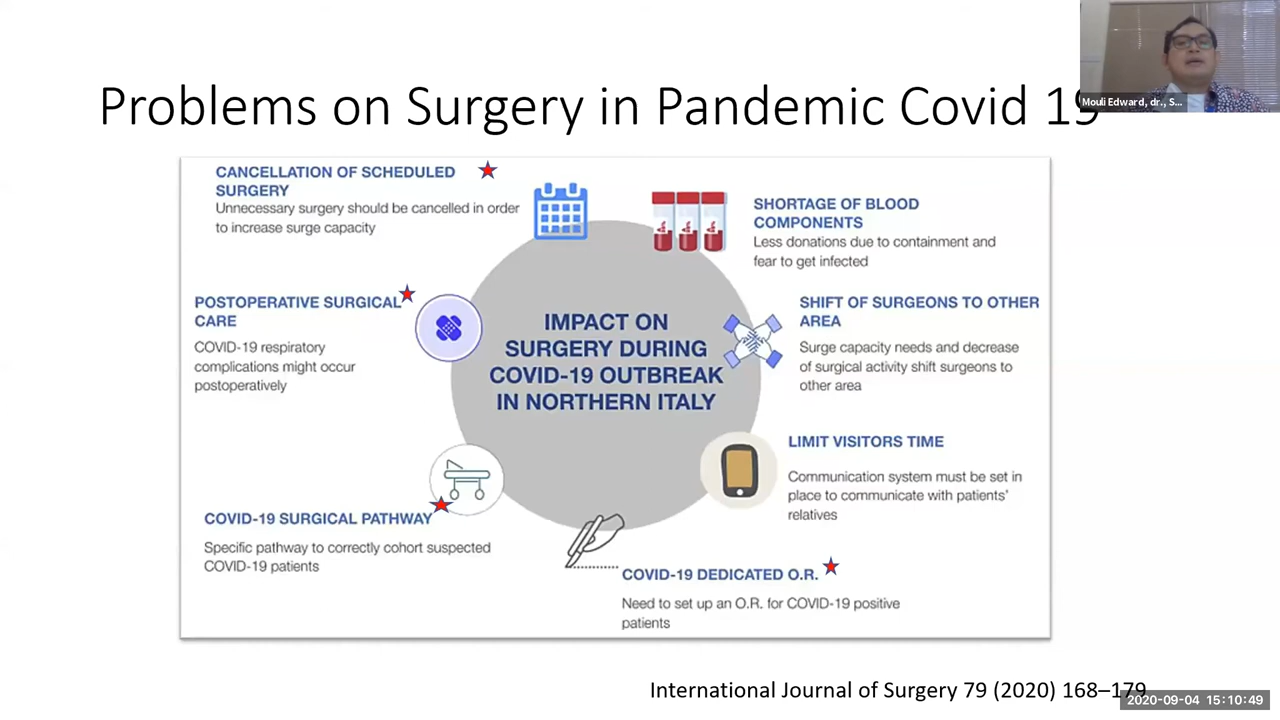 Problems on Surgery in Pandemic Covid 19
Mouli Edward, dr., S...
CANCELLATION OF SCHEDULED
SURGERY
Unnecessary surgery should be cancelled in order
to increase surge capacity
SHORTAGE OF BLOOD
COMPONENTS
Less donations due to containment and
fear to get infected
POSTOPERATIVE SURGICAL
CARE
COVID-19 respiratory
complications might occur
postoperatively
IMPACT ON
SURGERY DURING
COVID-19 OUTBREAK
IN NORTHERN ITALY
SHIFT OF SURGEONS TO OTHER
AREA
Surge capacity needs and decrease
of surgical activity shift surgeons to
other area
LIMIT VISITORS TIME
Communication system must be set in
place to communicate with patients'
relatives
COVID-19 SURGICAL PATHWAY
Specific pathway to correctly cohort suspected
COVID-19 patients
COVID-19 DEDICATED O.R.
Need to set up an O.R. for COVID-19 positive
patients
International Journal of Surgery 79 (2020) 168–179
2020-09-04 15:10:49